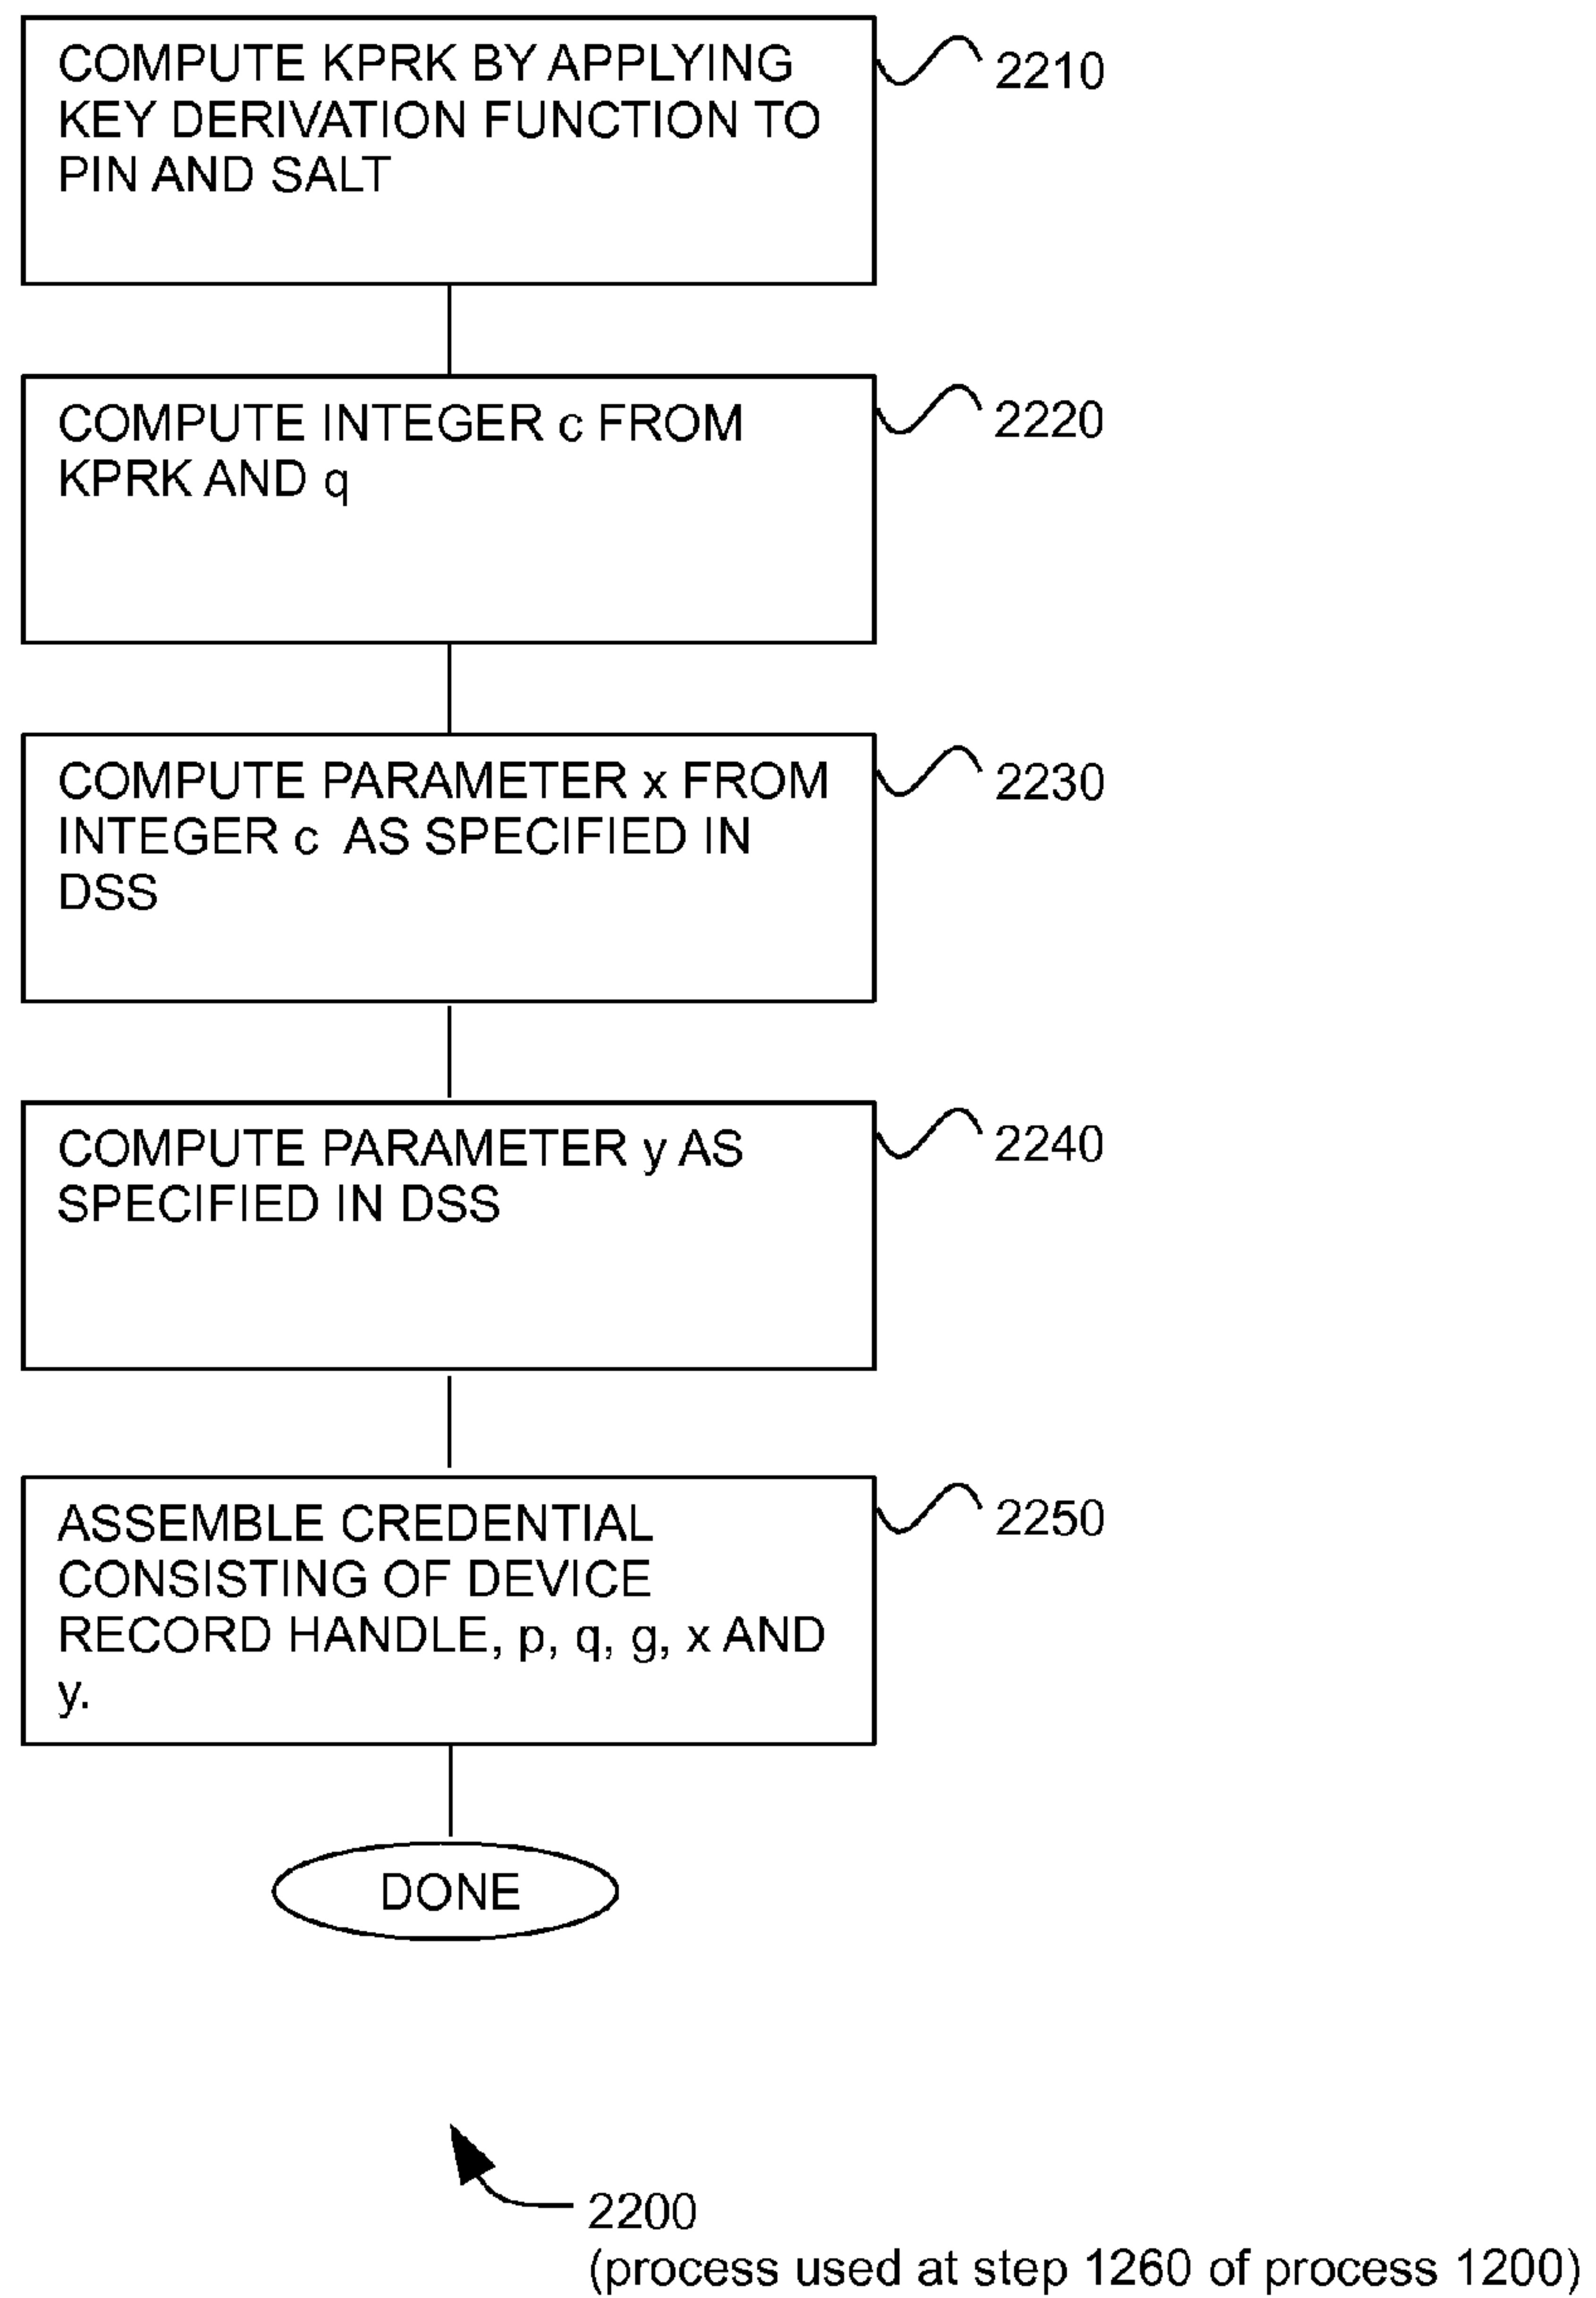 COMPUTE KPRK BY APPLYING
KEY DERIVATION FUNCTION TO
PIN AND SALT
2210
COMPUTE INTEGER c FROM
KPRK AND q
2220
COMPUTE PARAMETER x FROM
INTEGER c AS SPECIFIED IN
DSS
2230
COMPUTE PARAMETER y AS
SPECIFIED IN DSS
2240
ASSEMBLE CREDENTIAL
CONSISTING OF DEVICE
RECORD HANDLE, p, q, g, x AND
y.
2250
DONE
2200
(process used at step 1260 of process 1200)